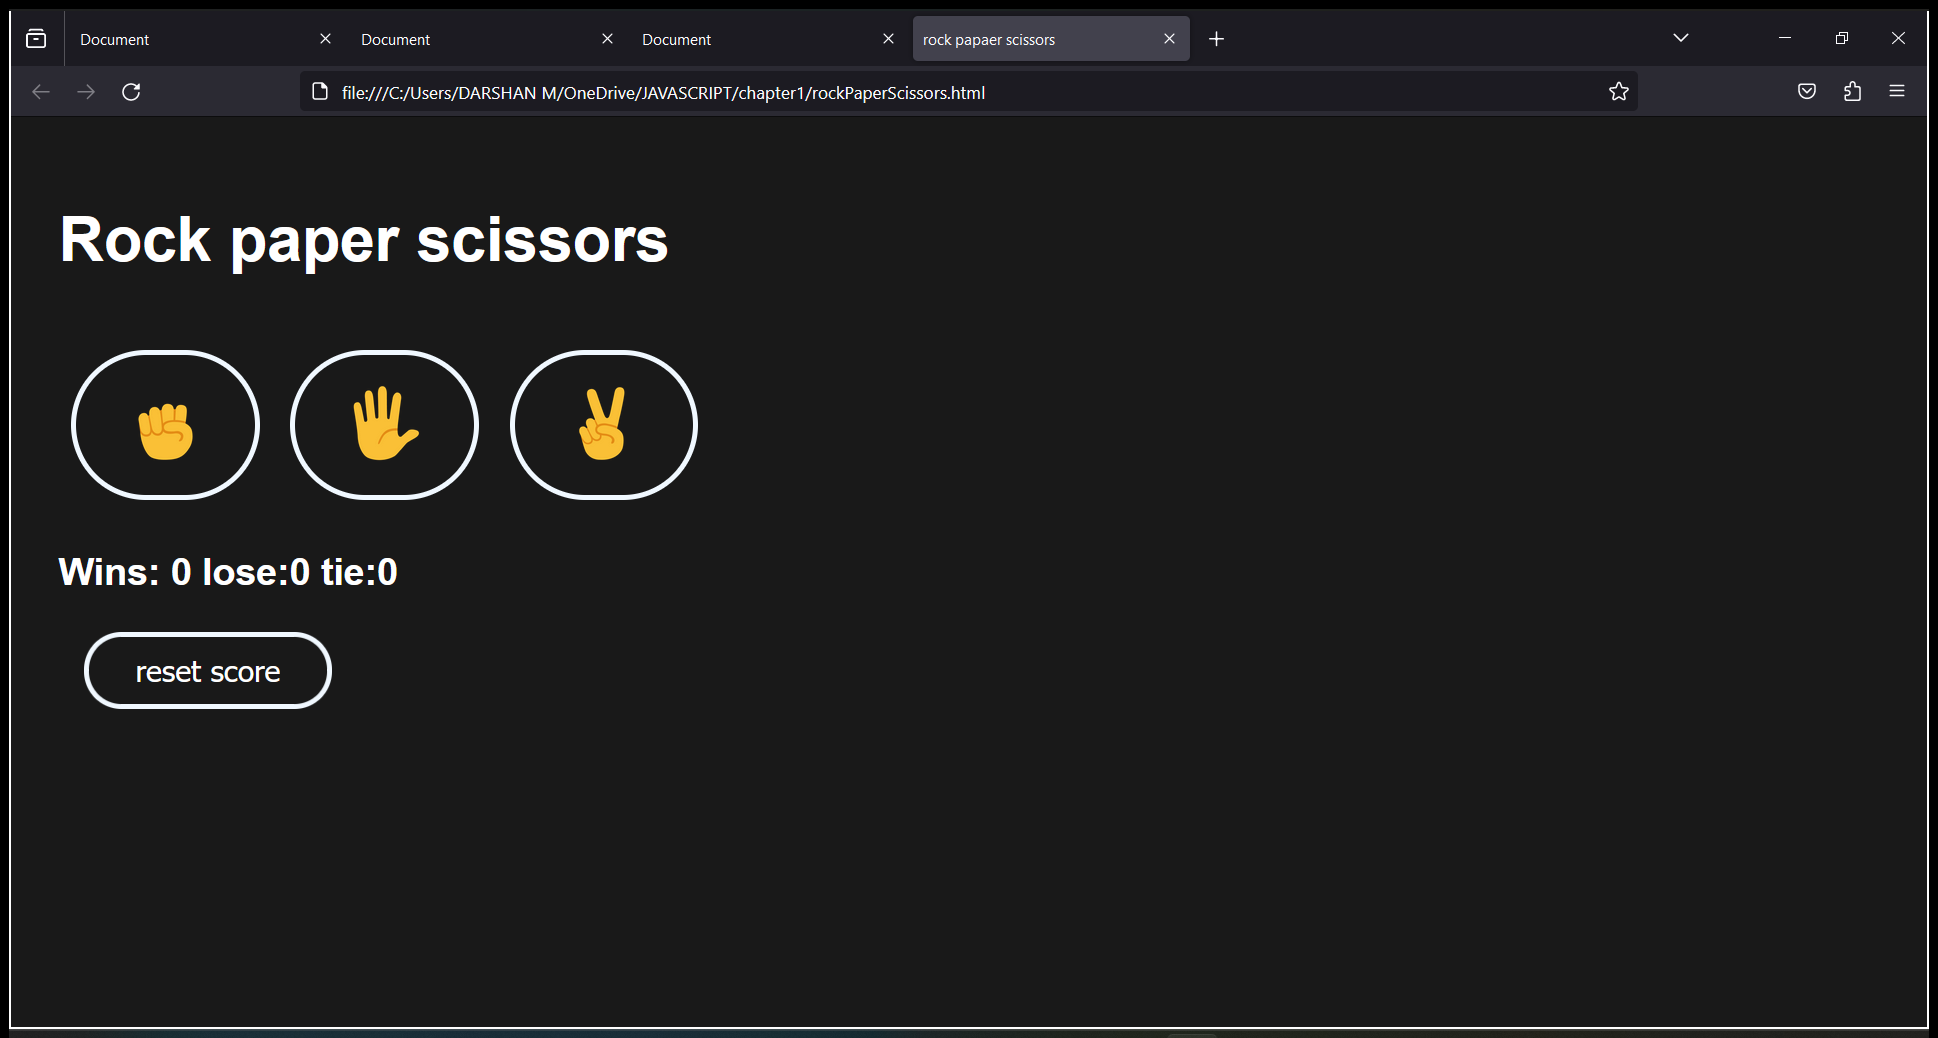 Document
Document
Document
rock papaer scissors
file:///C:/Users/DARSHAN M/OneDrive/JAVASCRIPT/chapter1/rockPaperScissors.html
Rock paper scissors
Wins: 0 lose:0 tie:0
reset score